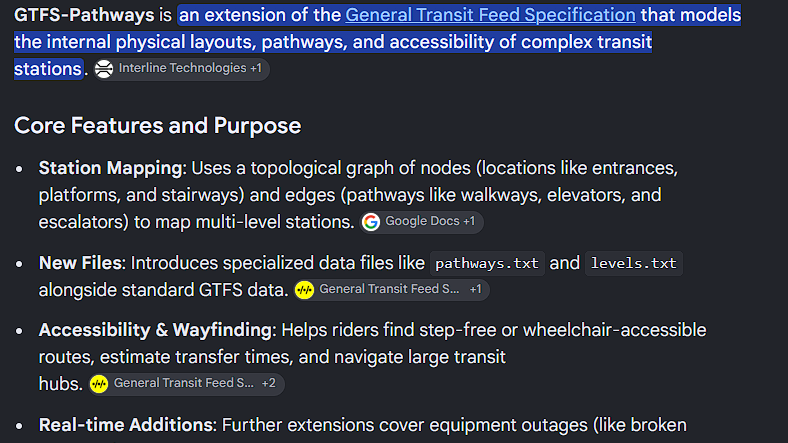 GTFS-Pathways is an extension of the General Transit Feed Specification that models
the internal physical layouts, pathways, and accessibility of complex transit
stations. Interline Technologies +1
Core Features and Purpose
• Station Mapping: Uses a topological graph of nodes (locations like entrances,
platforms, and stairways) and edges (pathways like walkways, elevators, and
escalators) to map multi-level stations. Google Docs +1
• New Files: Introduces specialized data files like pathways.txt and levels.txt
alongside standard GTFS data. General Transit Feed S... +1
• Accessibility & Wayfinding: Helps riders find step-free or wheelchair-accessible
routes, estimate transfer times, and navigate large transit
hubs. General Transit Feed S... +2
• Real-time Additions: Further extensions cover equipment outages (like broken